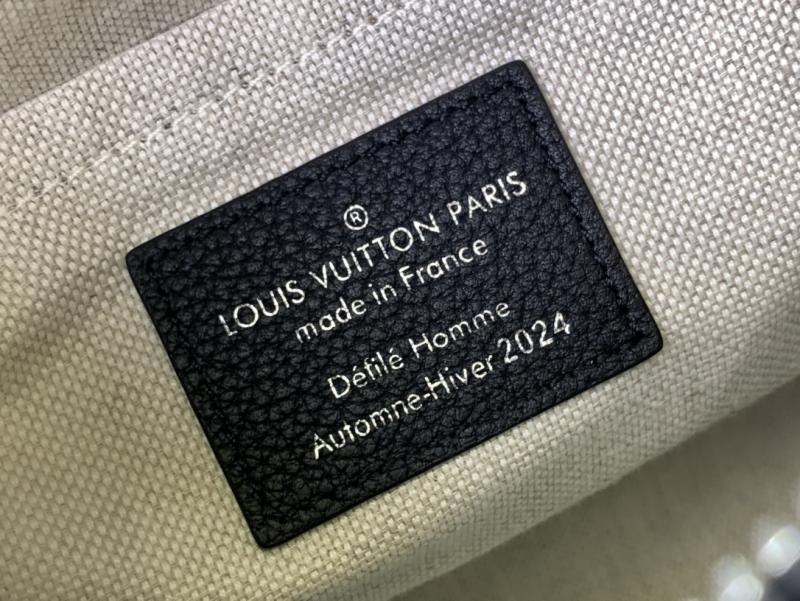 ®
LOUIS VUITTON PARIS
made in France
Défilé Homme
Automne-Hiver 2024